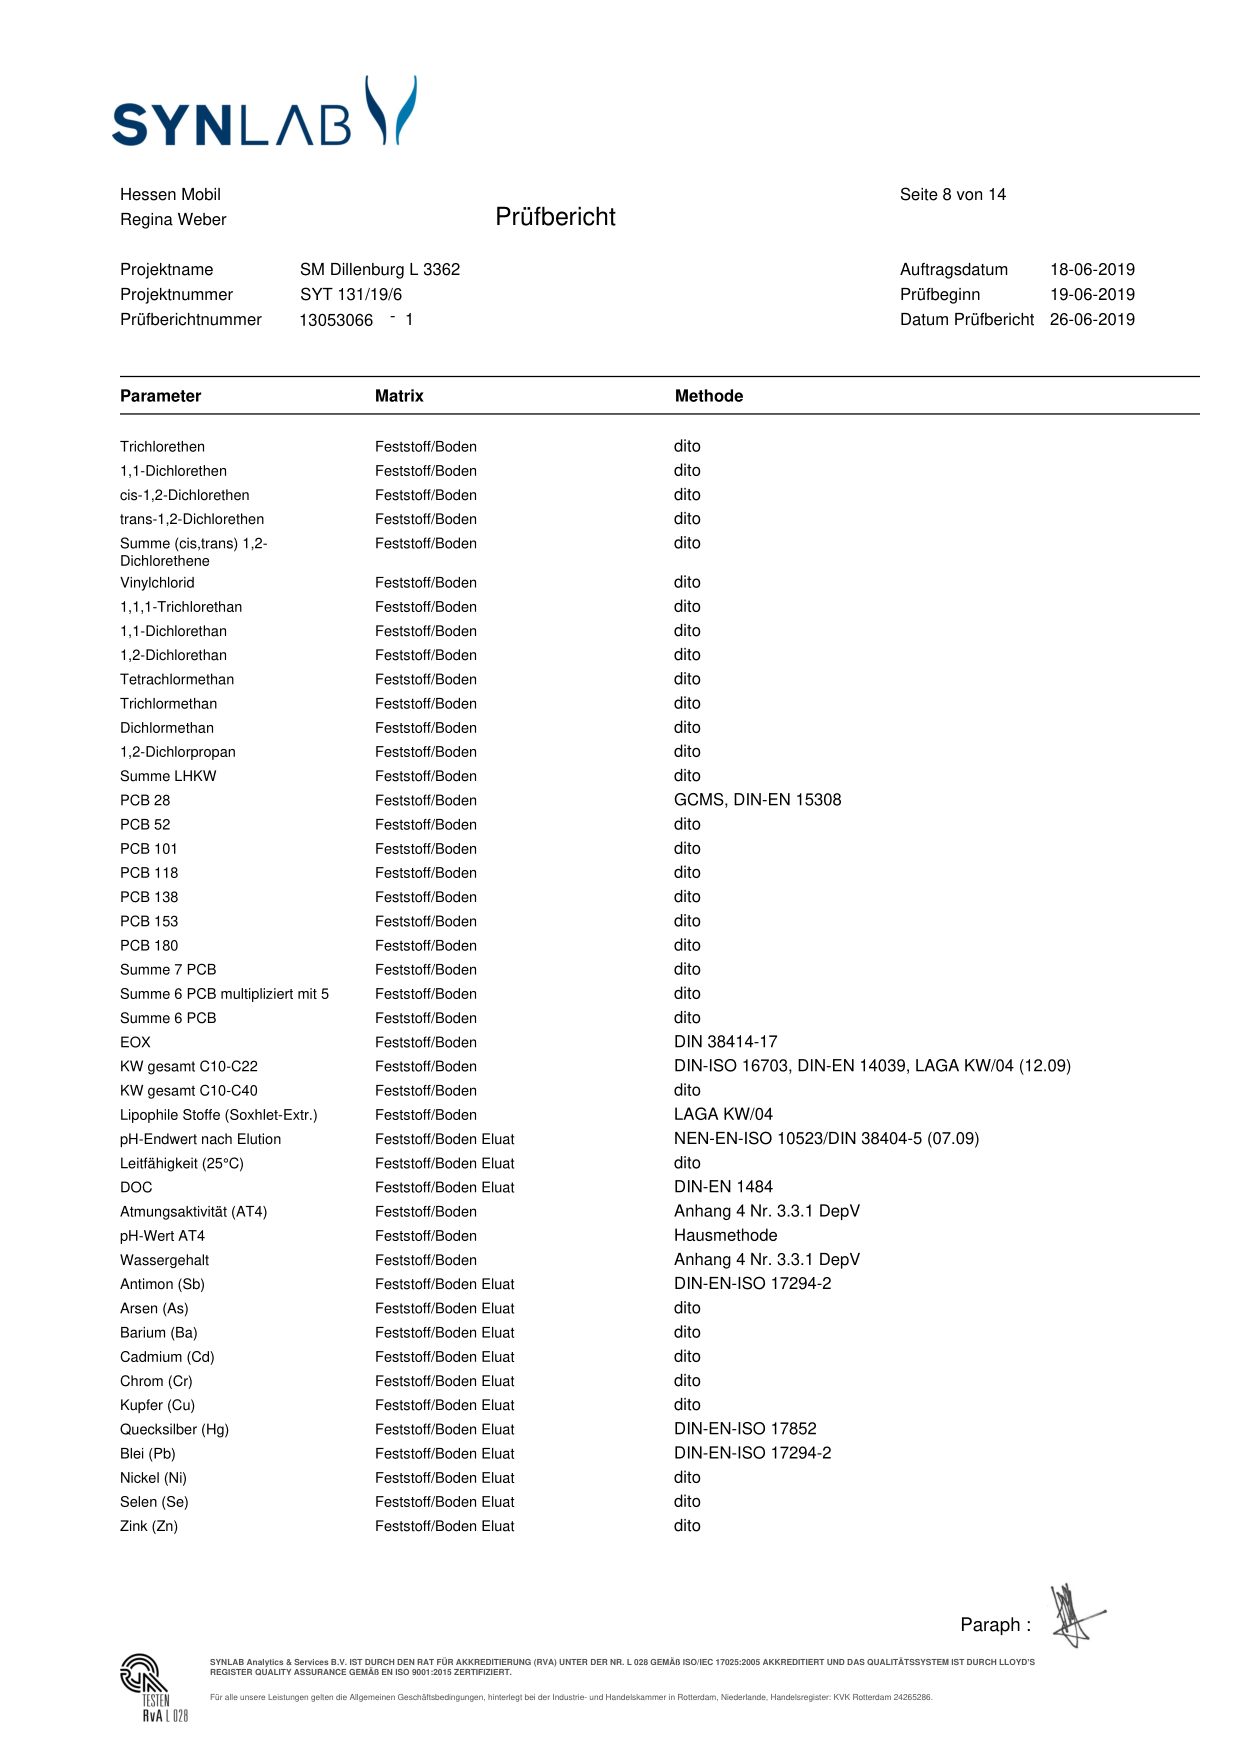 SYNLAB
Hessen Mobil Seite 8 von 14
Regina Weber Prüfbericht
Projektname SM Dillenburg L 3362 Auftragsdatum 18-06-2019
Projektnummer SYT 131/19/6 Prüfbeginn 19-06-2019
Prüfberichtnummer 13053066 - 1 Datum Prüfbericht 26-06-2019
Parameter Matrix Methode
Trichlorethen Feststoff/Boden dito
1,1-Dichlorethen Feststoff/Boden dito
cis-1,2-Dichlorethen Feststoff/Boden dito
trans-1,2-Dichlorethen Feststoff/Boden dito
Summe (cis,trans) 1,2- Feststoff/Boden dito
Dichlorethene
Vinylchlorid Feststoff/Boden dito
1,1,1-Trichlorethan Feststoff/Boden dito
1,1-Dichlorethan Feststoff/Boden dito
1,2-Dichlorethan Feststoff/Boden dito
Tetrachlormethan Feststoff/Boden dito
Trichlormethan Feststoff/Boden dito
Dichlormethan Feststoff/Boden dito
1,2-Dichlorpropan Feststoff/Boden dito
Summe LHKW Feststoff/Boden dito
PCB 28 Feststoff/Boden GCMS, DIN-EN 15308
PCB 52 Feststoff/Boden dito
PCB 101 Feststoff/Boden dito
PCB 118 Feststoff/Boden dito
PCB 138 Feststoff/Boden dito
PCB 153 Feststoff/Boden dito
PCB 180 Feststoff/Boden dito
Summe 7 PCB Feststoff/Boden dito
Summe 6 PCB multipliziert mit 5 Feststoff/Boden dito
Summe 6 PCB Feststoff/Boden dito
EOX Feststoff/Boden DIN 38414-17
KW gesamt C10-C22 Feststoff/Boden DIN-ISO 16703, DIN-EN 14039, LAGA KW/04 (12.09)
KW gesamt C10-C40 Feststoff/Boden dito
Lipophile Stoffe (Soxhlet-Extr.) Feststoff/Boden LAGA KW/04
pH-Endwert nach Elution Feststoff/Boden Eluat NEN-EN-ISO 10523/DIN 38404-5 (07.09)
Leitfähigkeit (25°C) Feststoff/Boden Eluat dito
DOC Feststoff/Boden Eluat DIN-EN 1484
Atmungsaktivität (AT4) Feststoff/Boden Anhang 4 Nr. 3.3.1 DepV
pH-Wert AT4 Feststoff/Boden Hausmethode
Wassergehalt Feststoff/Boden Anhang 4 Nr. 3.3.1 DepV
Antimon (Sb) Feststoff/Boden Eluat DIN-EN-ISO 17294-2
Arsen (As) Feststoff/Boden Eluat dito
Barium (Ba) Feststoff/Boden Eluat dito
Cadmium (Cd) Feststoff/Boden Eluat dito
Chrom (Cr) Feststoff/Boden Eluat dito
Kupfer (Cu) Feststoff/Boden Eluat dito
Quecksilber (Hg) Feststoff/Boden Eluat DIN-EN-ISO 17852
Blei (Pb) Feststoff/Boden Eluat DIN-EN-ISO 17294-2
Nickel (Ni) Feststoff/Boden Eluat dito
Selen (Se) Feststoff/Boden Eluat dito
Zink (Zn) Feststoff/Boden Eluat dito
Paraph :
SYNLAB Analytics & Services B.V. IST DURCH DEN RAT FÜR AKKREDITIERUNG (RVA) UNTER DER NR. L 028 GEMÄß ISO/IEC 17025:2005 AKKREDITIERT UND DAS QUALITÄTSSYSTEM IST DURCH LLOYD'S
REGISTER QUALITY ASSURANCE GEMÄß EN ISO 9001:2015 ZERTIFIZIERT.
Für alle unsere Leistungen gelten die Allgemeinen Geschäftsbedingungen, hinterlegt bei der Industrie- und Handelskammer in Rotterdam, Niederlande, Handelsregister: KVK Rotterdam 24265286.
TESTEN
RvA L 028